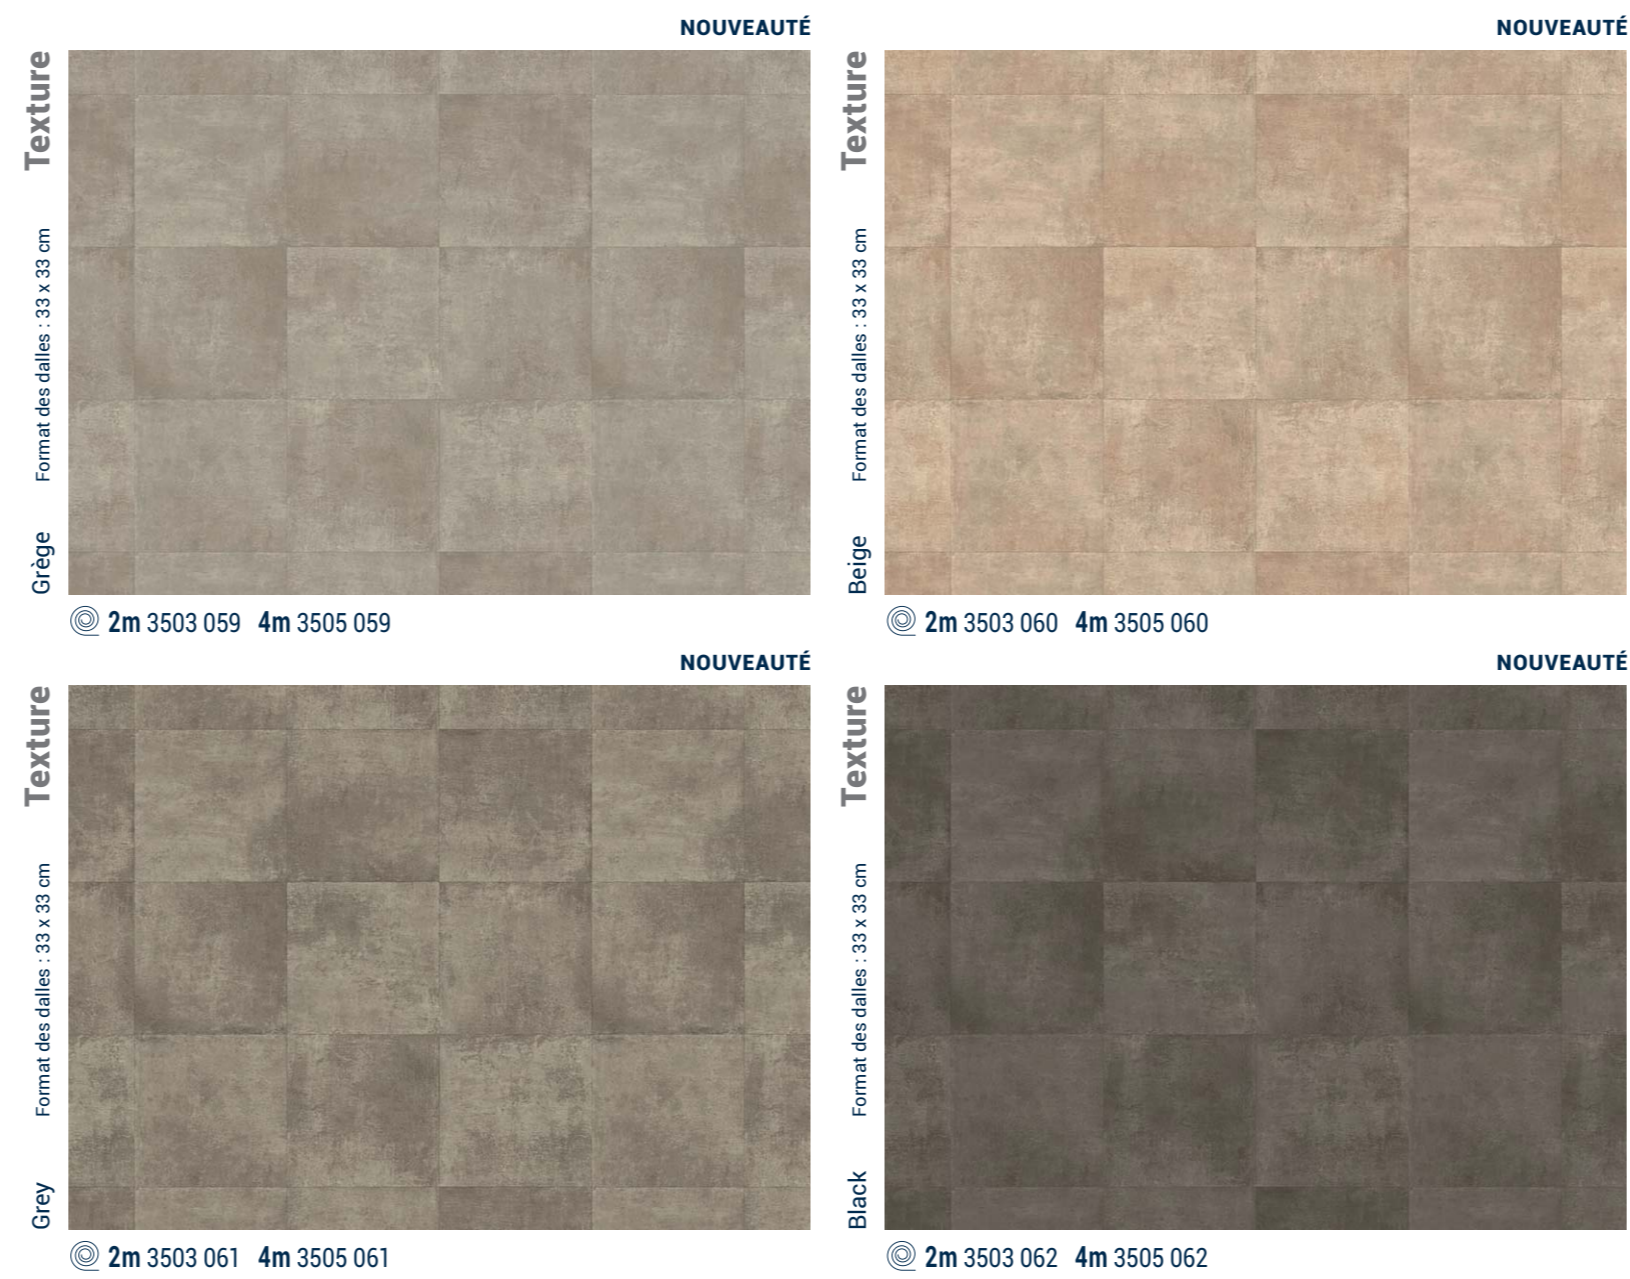 NOUVEAUTÉ
Texture
Format des dalles : 33 x 33 cm
Grège
2m 3503 059 4m 3505 059
NOUVEAUTÉ
Texture
Format des dalles : 33 x 33 cm
Beige
2m 3503 060 4m 3505 060
NOUVEAUTÉ
Texture
Format des dalles : 33 x 33 cm
Grey
2m 3503 061 4m 3505 061
NOUVEAUTÉ
Texture
Format des dalles : 33 x 33 cm
Black
2m 3503 062 4m 3505 062